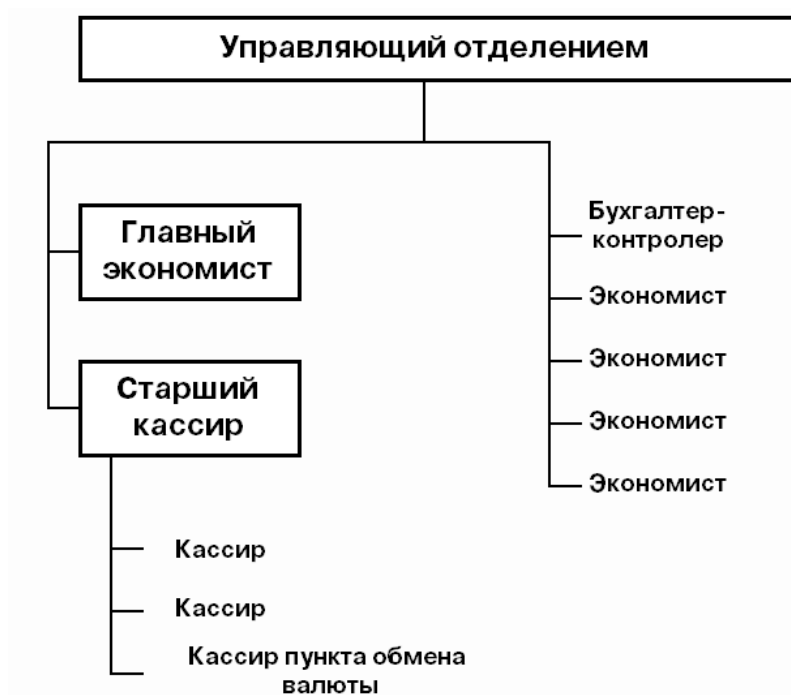 Управляющий отделением
Главный
экономист
Старший
кассир
Кассир
Кассир
Кассир пункта обмена
валюты
Бухгалтер-
контролер
Экономист
Экономист
Экономист
Экономист